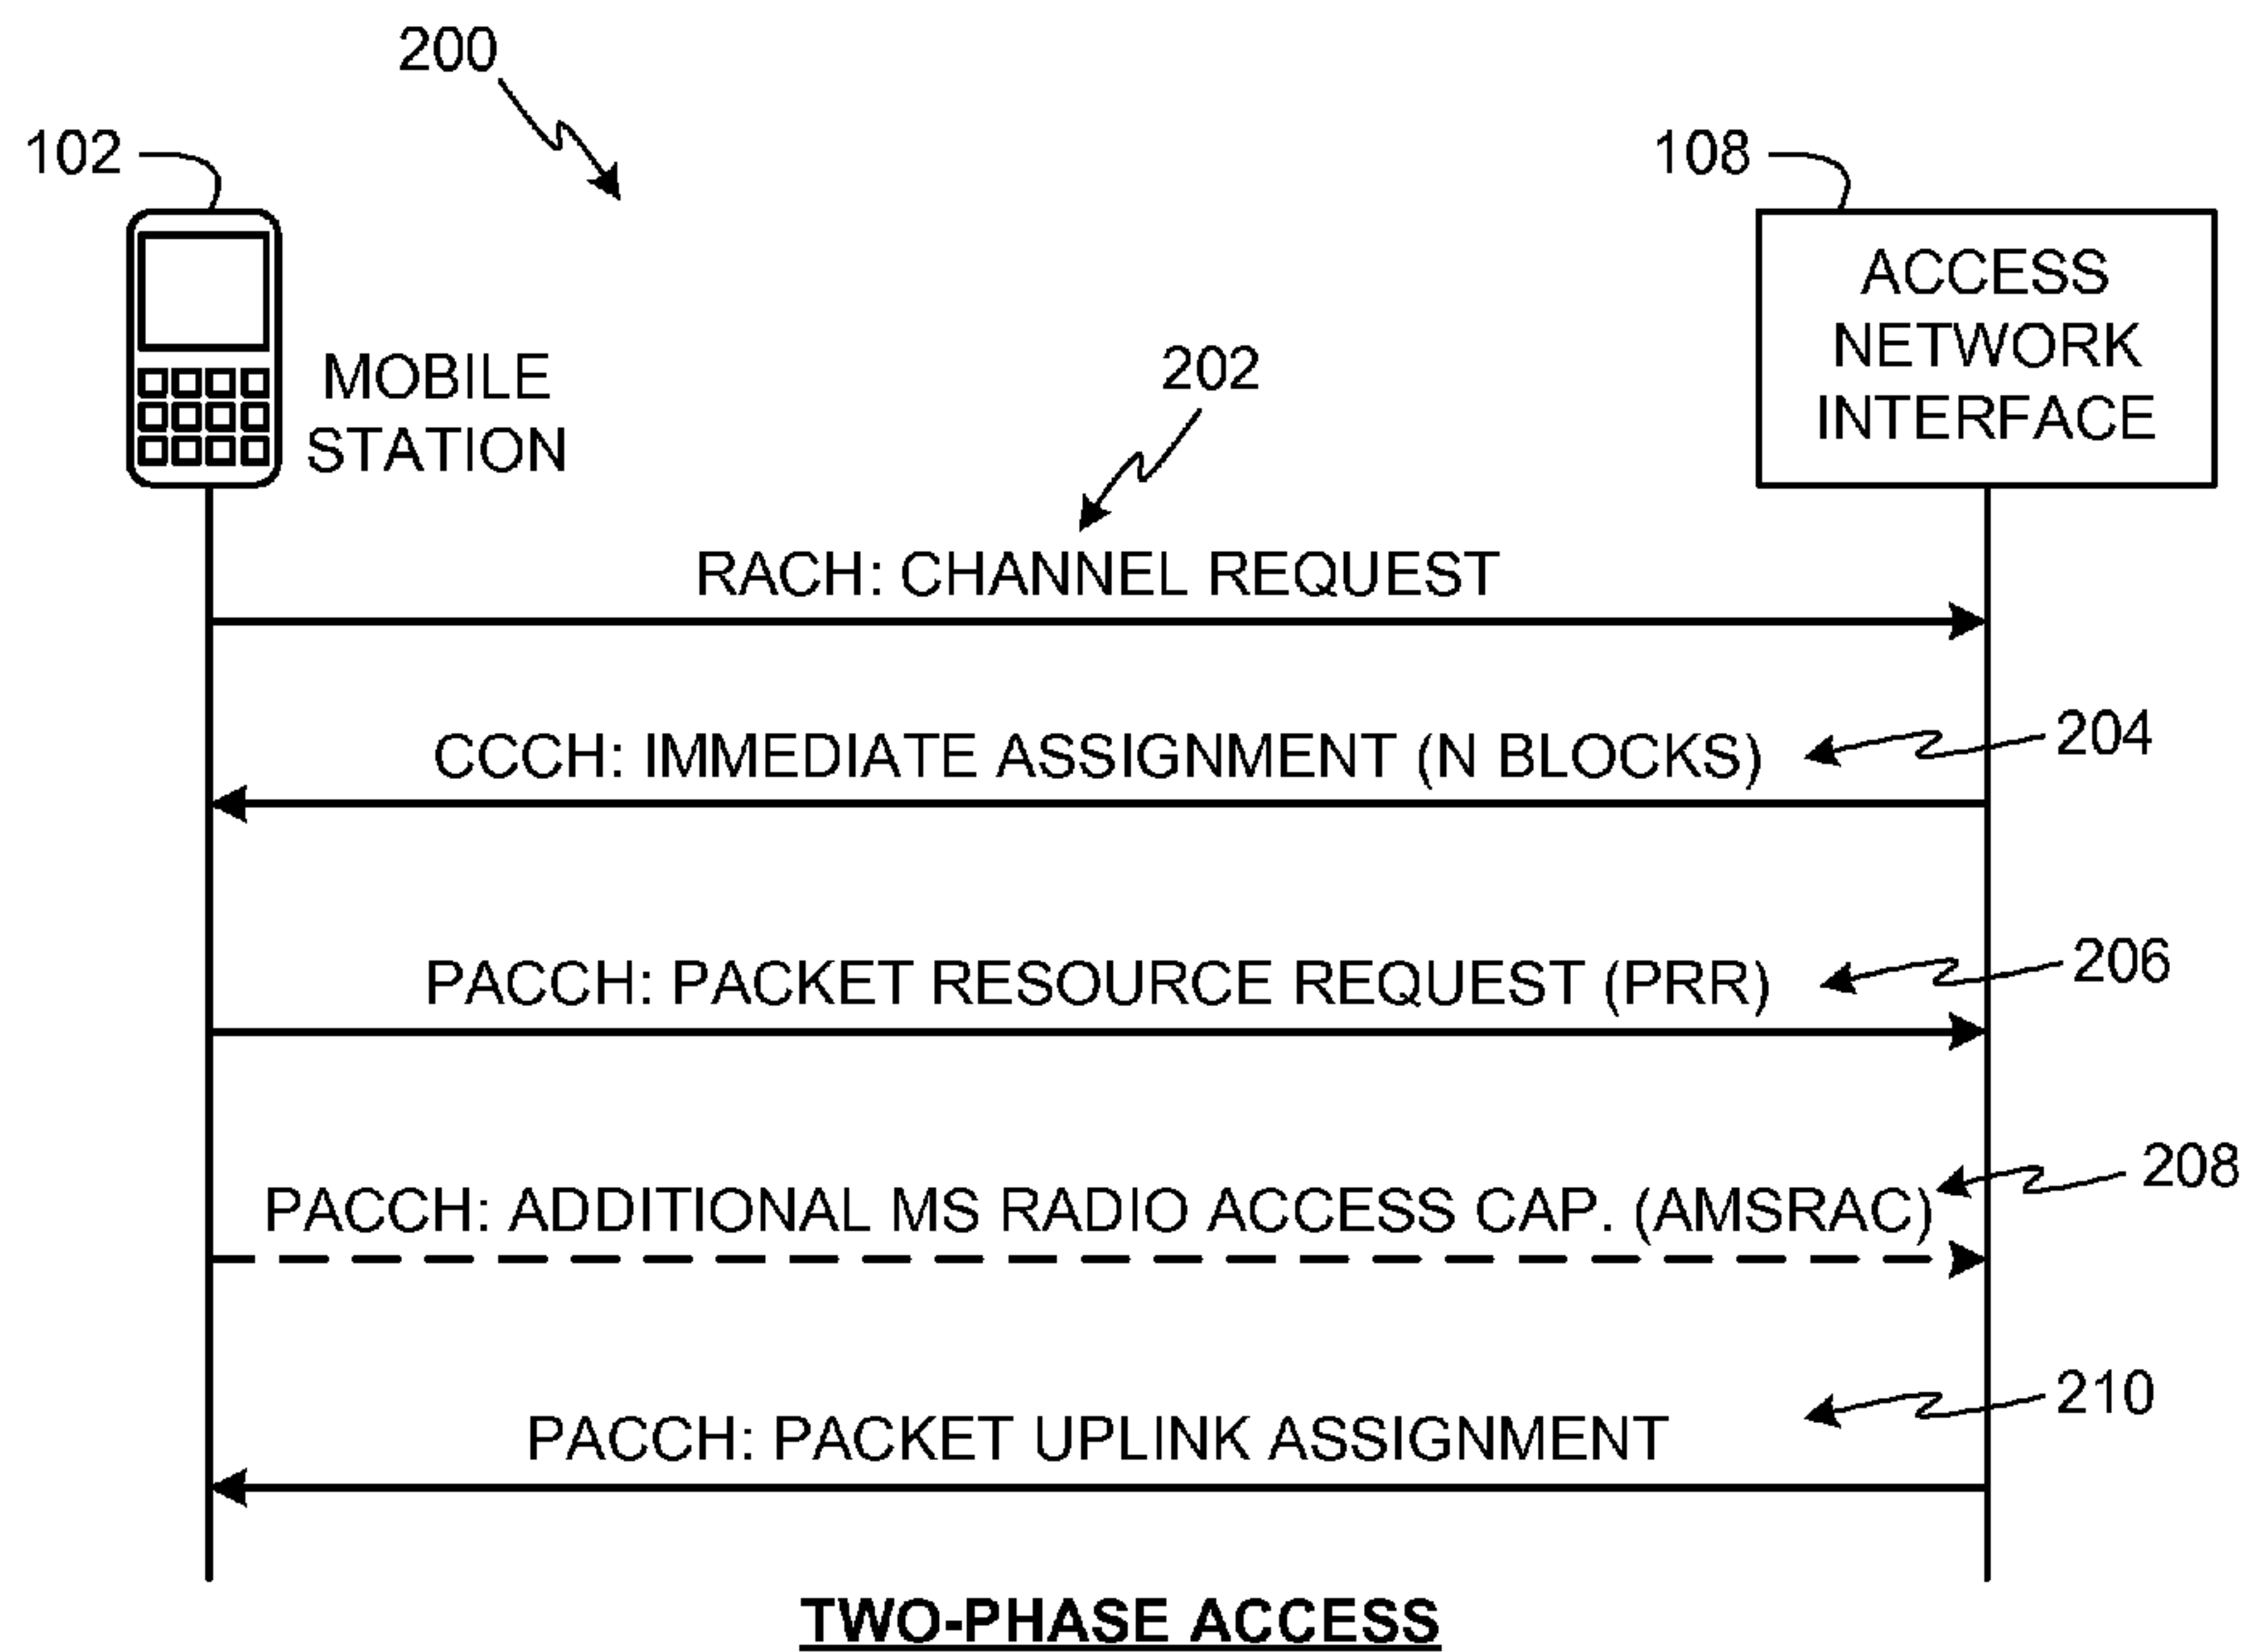 200
102
108
ACCESS
NETWORK
INTERFACE
MOBILE
STATION
202
RACH: CHANNEL REQUEST
CCCH: IMMEDIATE ASSIGNMENT (N BLOCKS)
204
PACCH: PACKET RESOURCE REQUEST (PRR)
206
PACCH: ADDITIONAL MS RADIO ACCESS CAP. (AMSRAC)
208
PACCH: PACKET UPLINK ASSIGNMENT
210
TWO-PHASE ACCESS